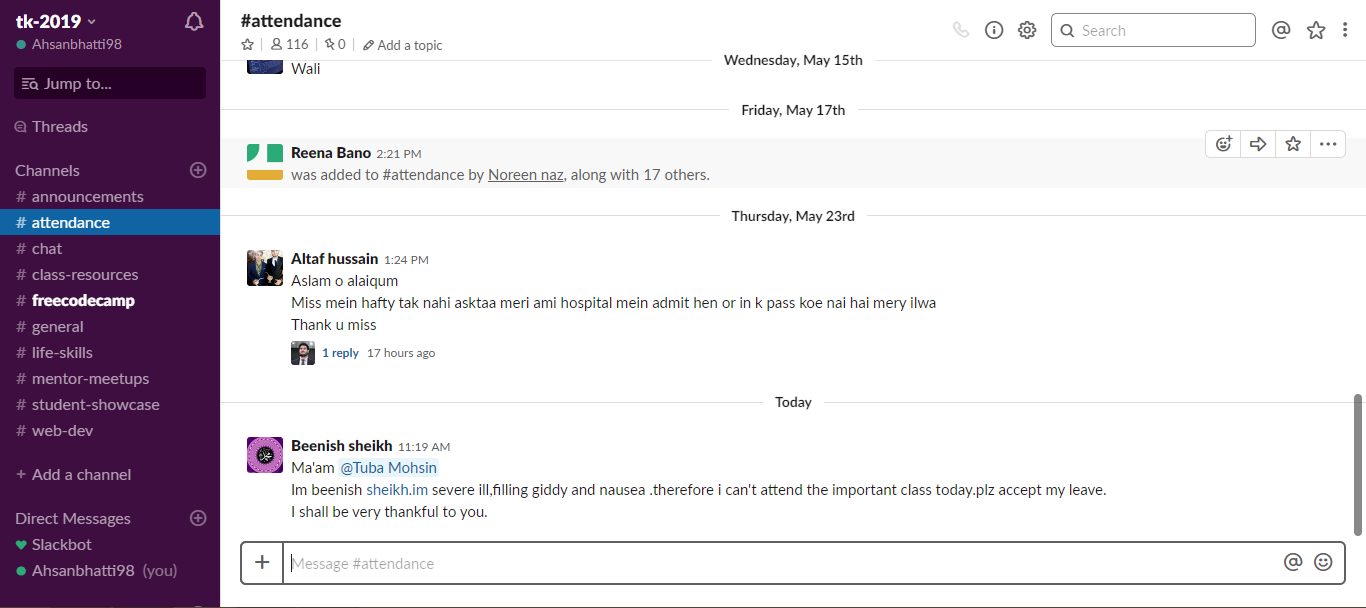 tk-2019
Ahsanbhatti98
Jump to...
Threads
Channels
# announcements
# attendance
# chat
# class-resources
# freecodecamp
# general
# life-skills
# mentor-meetups
# student-showcase
# web-dev
+ Add a channel
Direct Messages
Slackbot
Ahsanbhatti98 (you)
#attendance
116 | 0 | Add a topic
Search
Wednesday, May 15th
Wali
Friday, May 17th
Reena Bano 2:21 PM
was added to #attendance by Noreen naz, along with 17 others.
Thursday, May 23rd
Altaf hussain 1:24 PM
Aslam o alaiqum
Miss mein hafty tak nahi asktaa meri ami hospital mein admit hen or in k pass koe nai hai mery ilwa
Thank u miss
1 reply 17 hours ago
Today
Beenish sheikh 11:19 AM
Ma'am @Tuba Mohsin
Im beenish sheikh.im severe ill,filling giddy and nausea .therefore i can't attend the important class today.plz accept my leave.
I shall be very thankful to you.
Message #attendance